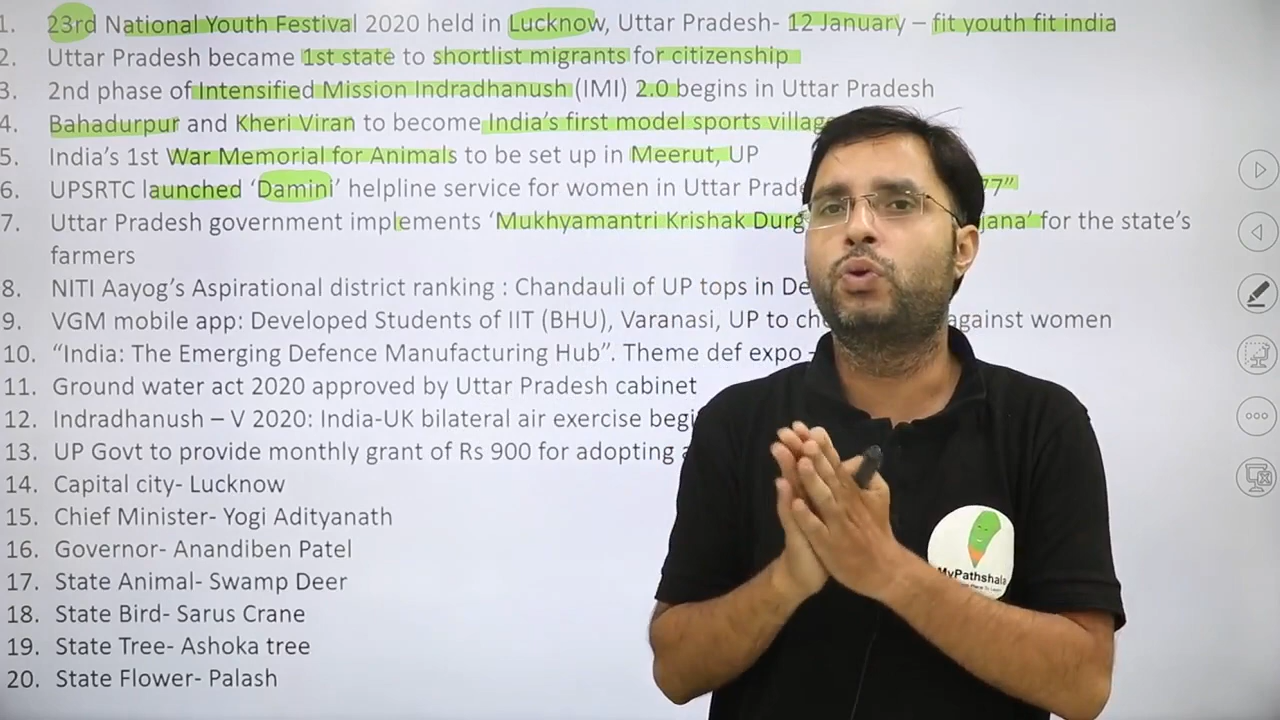 1. 23rd National Youth Festival 2020 held in Lucknow, Uttar Pradesh- 12 January – fit youth fit india
2. Uttar Pradesh became 1st state to shortlist migrants for citizenship
3. 2nd phase of Intensified Mission Indradhanush (IMI) 2.0 begins in Uttar Pradesh
4. Bahadurpur and Kheri Viran to become India's first model sports village
5. India's 1st War Memorial for Animals to be set up in Meerut, UP
6. UPSRTC launched 'Damini' helpline service for women in Uttar 77"
7. Uttar Pradesh government implements 'Mukhyamantri Krishak for the state's
farmers
8. NITI Aayog's Aspirational district ranking : Chandauli of UP tops in
9. VGM mobile app: Developed Students of IIT (BHU), Varanasi, UP to against women
10. "India: The Emerging Defence Manufacturing Hub". Theme def expo -
11. Ground water act 2020 approved by Uttar Pradesh cabinet
12. Indradhanush – V 2020: India-UK bilateral air exercise
13. UP Govt to provide monthly grant of Rs 900 for adopting
14. Capital city- Lucknow
15. Chief Minister- Yogi Adityanath
16. Governor- Anandiben Patel
17. State Animal- Swamp Deer
18. State Bird- Sarus Crane
19. State Tree- Ashoka tree
20. State Flower- Palash
MyPathshala